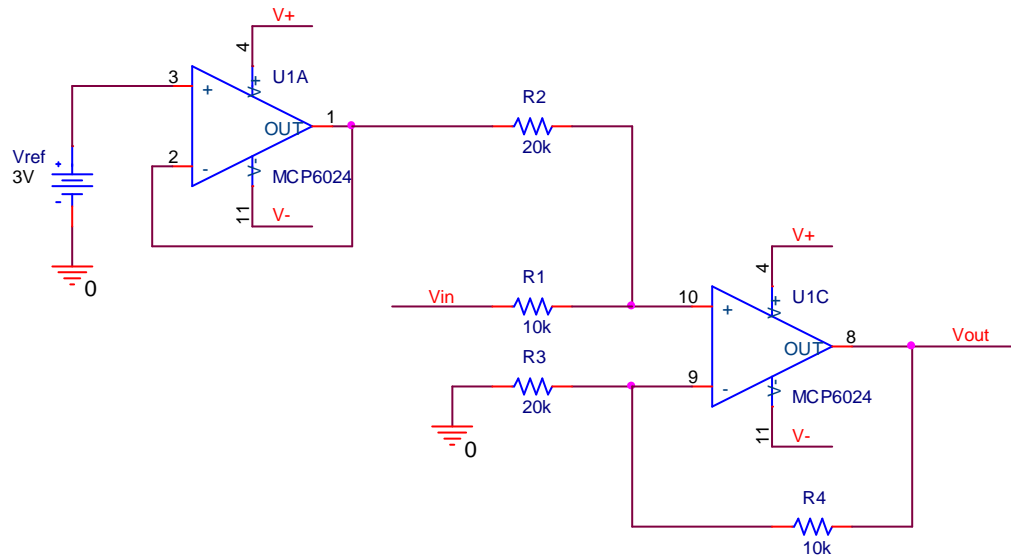 V+
4
3
U1A
+
V+
R2
OUT
1
20k
Vref
3V
+
-
2
-
V-
MCP6024
11
V-
0
V+
4
R1
Vin
10k
10
U1C
+
V+
OUT
8
Vout
R3
20k
9
-
V-
MCP6024
11
V-
0
R4
10k